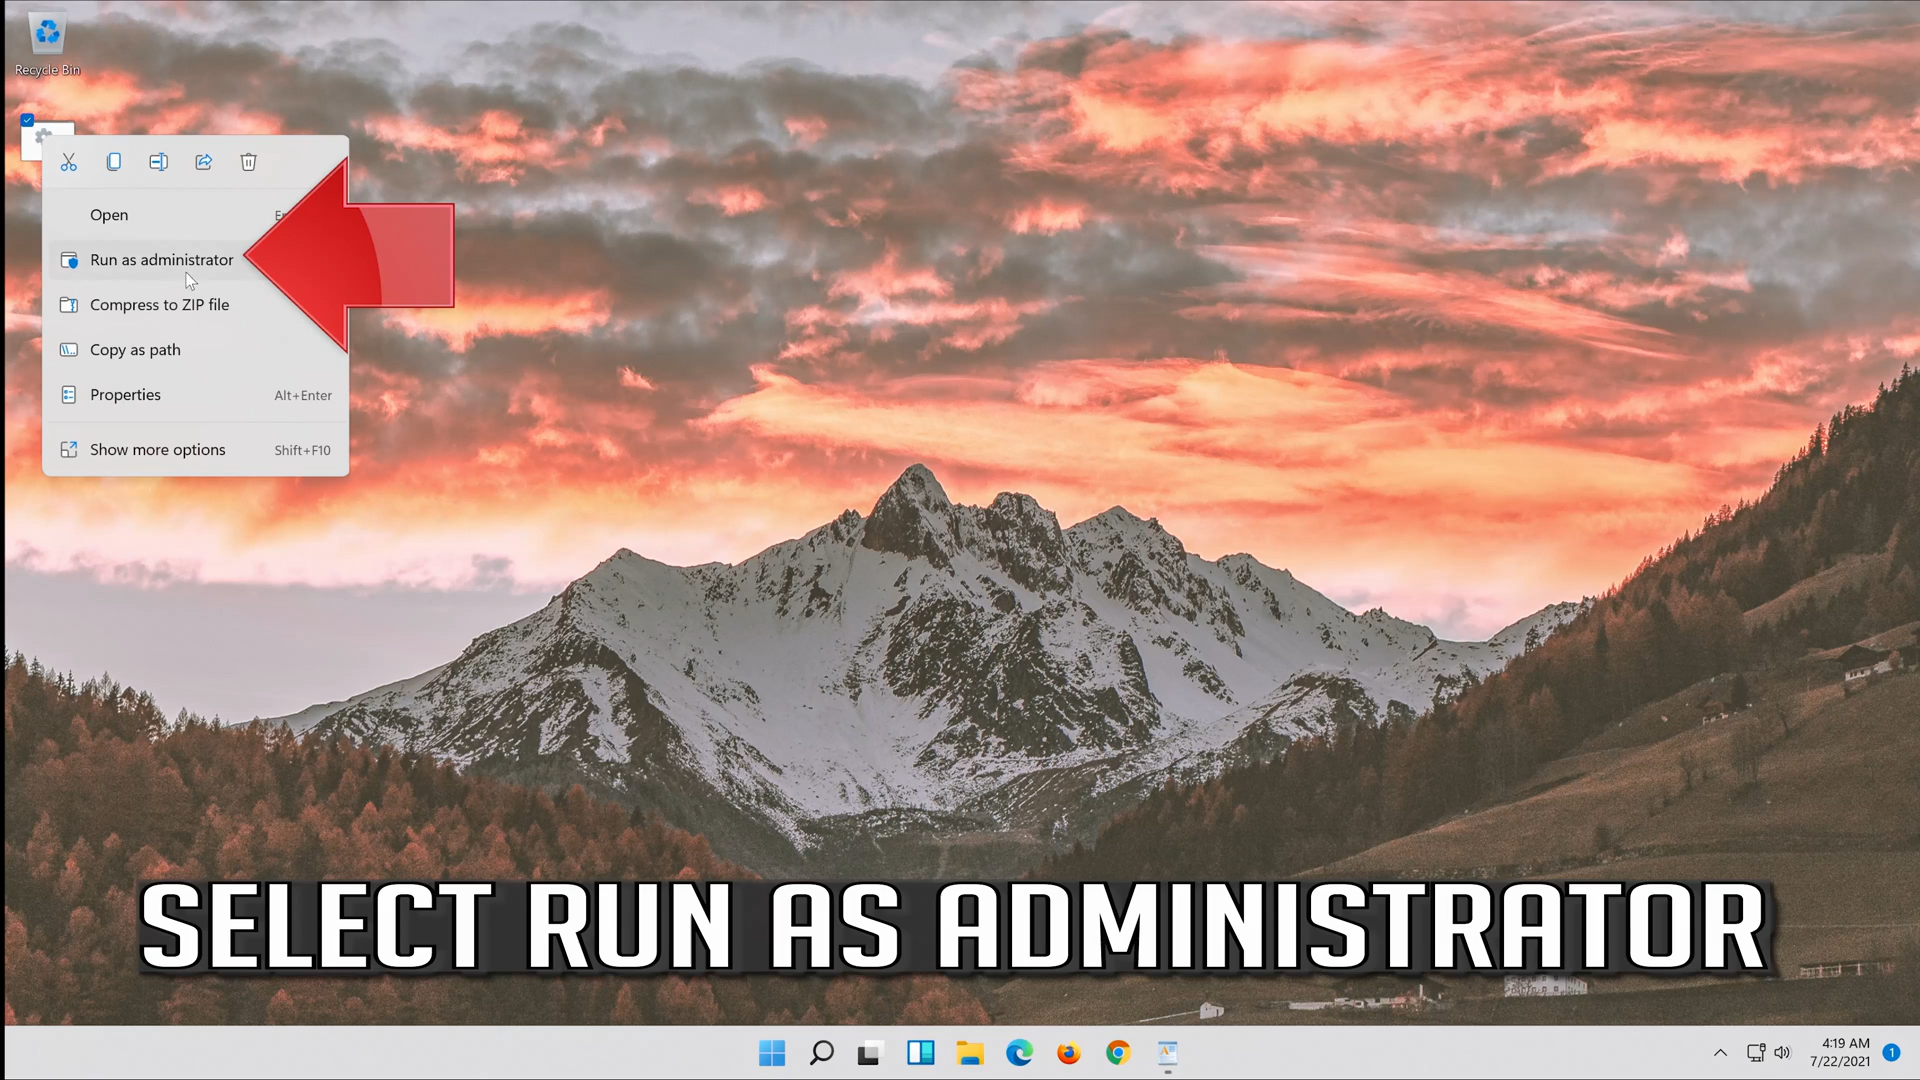 Recycle Bin
Open
Run as administrator
Compress to ZIP file
Copy as path
Properties Alt+Enter
Show more options Shift+F10
SELECT RUN AS ADMINISTRATOR
4:19 AM
7/22/2021
1